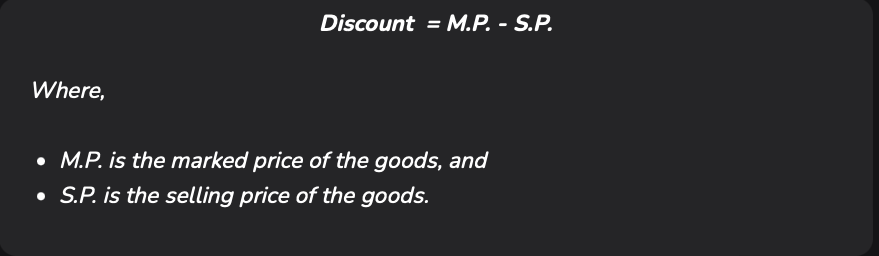 Discount = M.P. - S.P.
Where,
• M.P. is the marked price of the goods, and
• S.P. is the selling price of the goods.